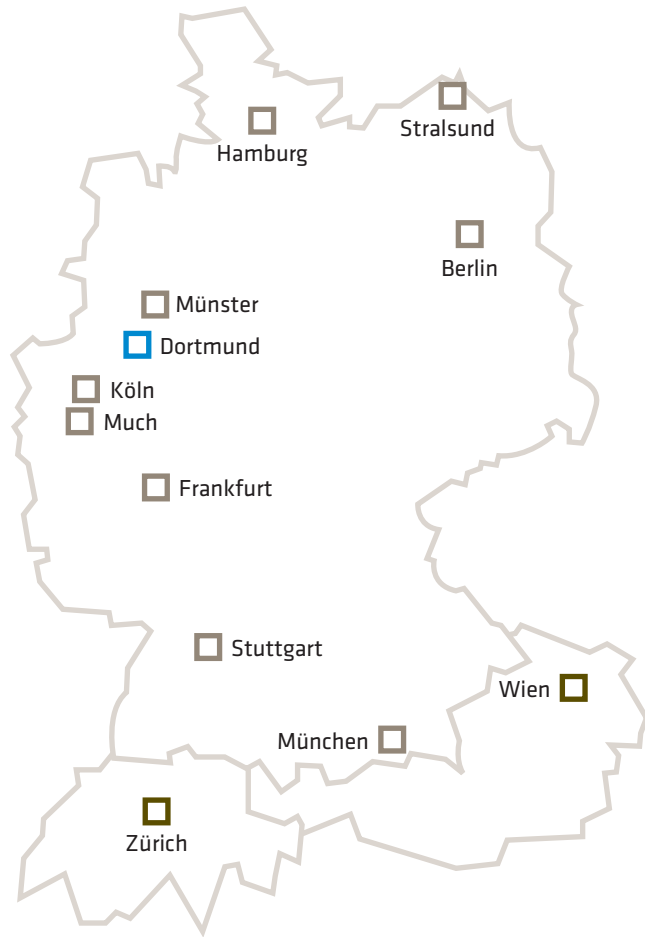 Stralsund
Hamburg
Berlin
Münster
Dortmund
Köln
Much
Frankfurt
Stuttgart
Wien
München
Zürich